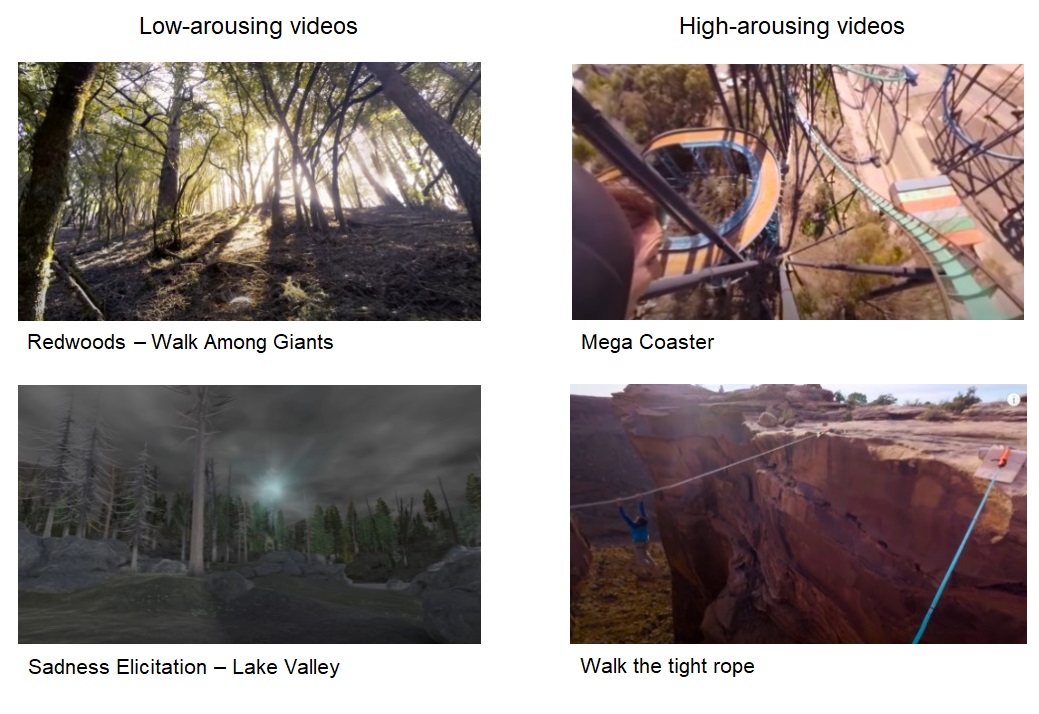 Low-arousing videos
High-arousing videos
Redwoods – Walk Among Giants
Mega Coaster
Sadness Elicitation – Lake Valley
Walk the tight rope